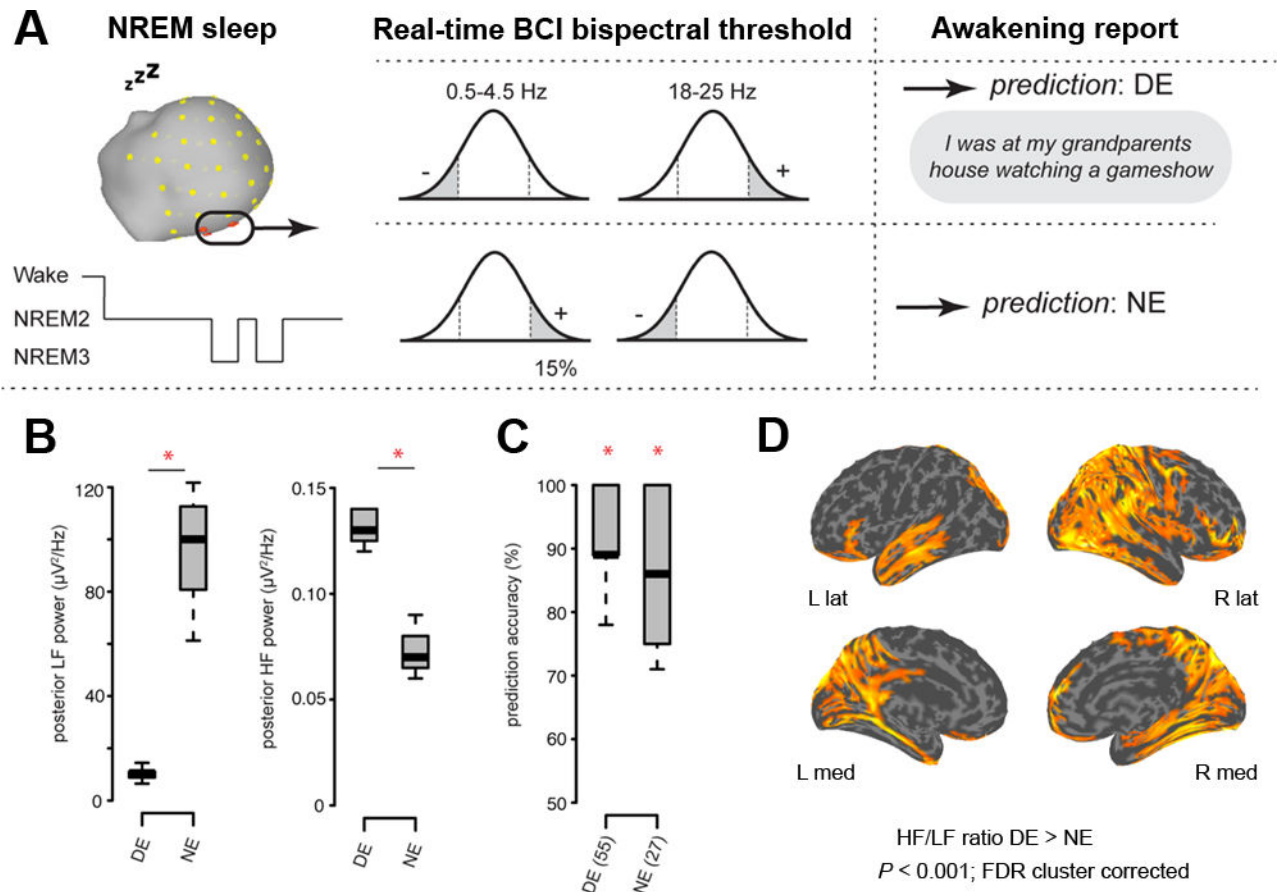 A
NREM sleep
Real-time BCI bispectral threshold
Awakening report
zzz
0.5-4.5 Hz
18-25 Hz
prediction: DE
I was at my grandparents
house watching a gameshow
-
+
Wake
NREM2
NREM3
+
-
15%
prediction: NE
B
posterior LF power (µV²/Hz)
120
80
40
0
DE
NE
*
posterior HF power (µV²/Hz)
0.15
0.10
0.05
0
DE
NE
*
C
prediction accuracy (%)
100
90
80
70
60
50
DE (55)
NE (27)
*
*
D
L lat
R lat
L med
R med
HF/LF ratio DE > NE
P < 0.001; FDR cluster corrected